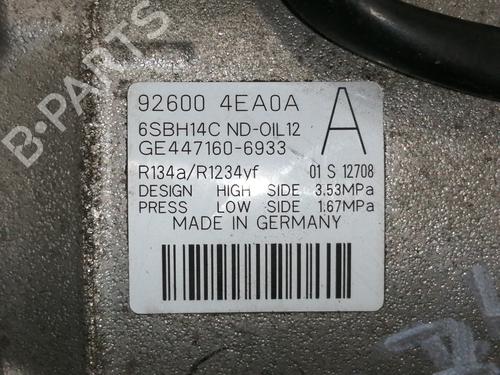 92600 4EA0A
A
6SBH14C ND-OIL12
GE447160-6933
R134a/R1234yf 01 S 12708
DESIGN HIGH SIDE 3.53MPa
PRESS LOW SIDE 1.67MPa
MADE IN GERMANY
B-PARTS